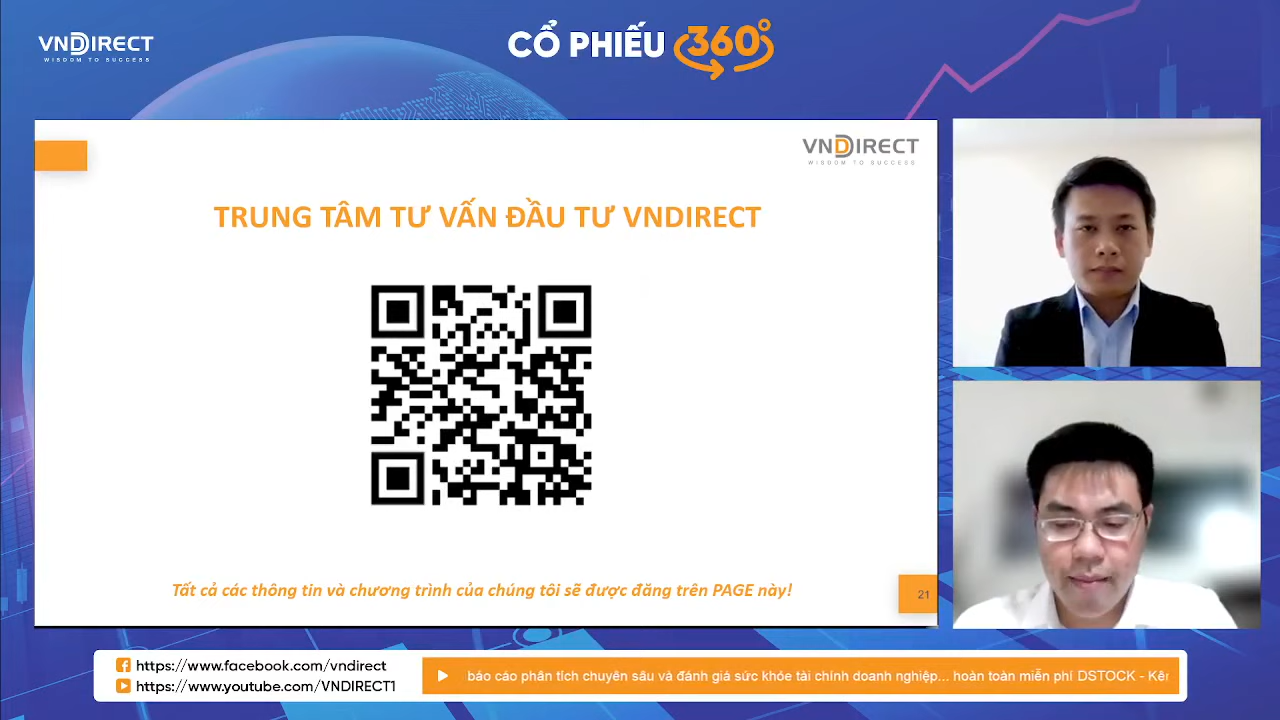 VNDIRECT
WISDOM TO SUCCESS
CỔ PHIẾU 360°
VNDIRECT
WISDOM TO SUCCESS
TRUNG TÂM TƯ VẤN ĐẦU TƯ VNDIRECT
Tất cả các thông tin và chương trình của chúng tôi sẽ được đăng trên PAGE này!
21
https://www.facebook.com/vndirect
https://www.youtube.com/VNDIRECT1
báo cáo phân tích chuyên sâu và đánh giá sức khỏe tài chính doanh nghiệp... hoàn toàn miễn phí DSTOCK - Kên